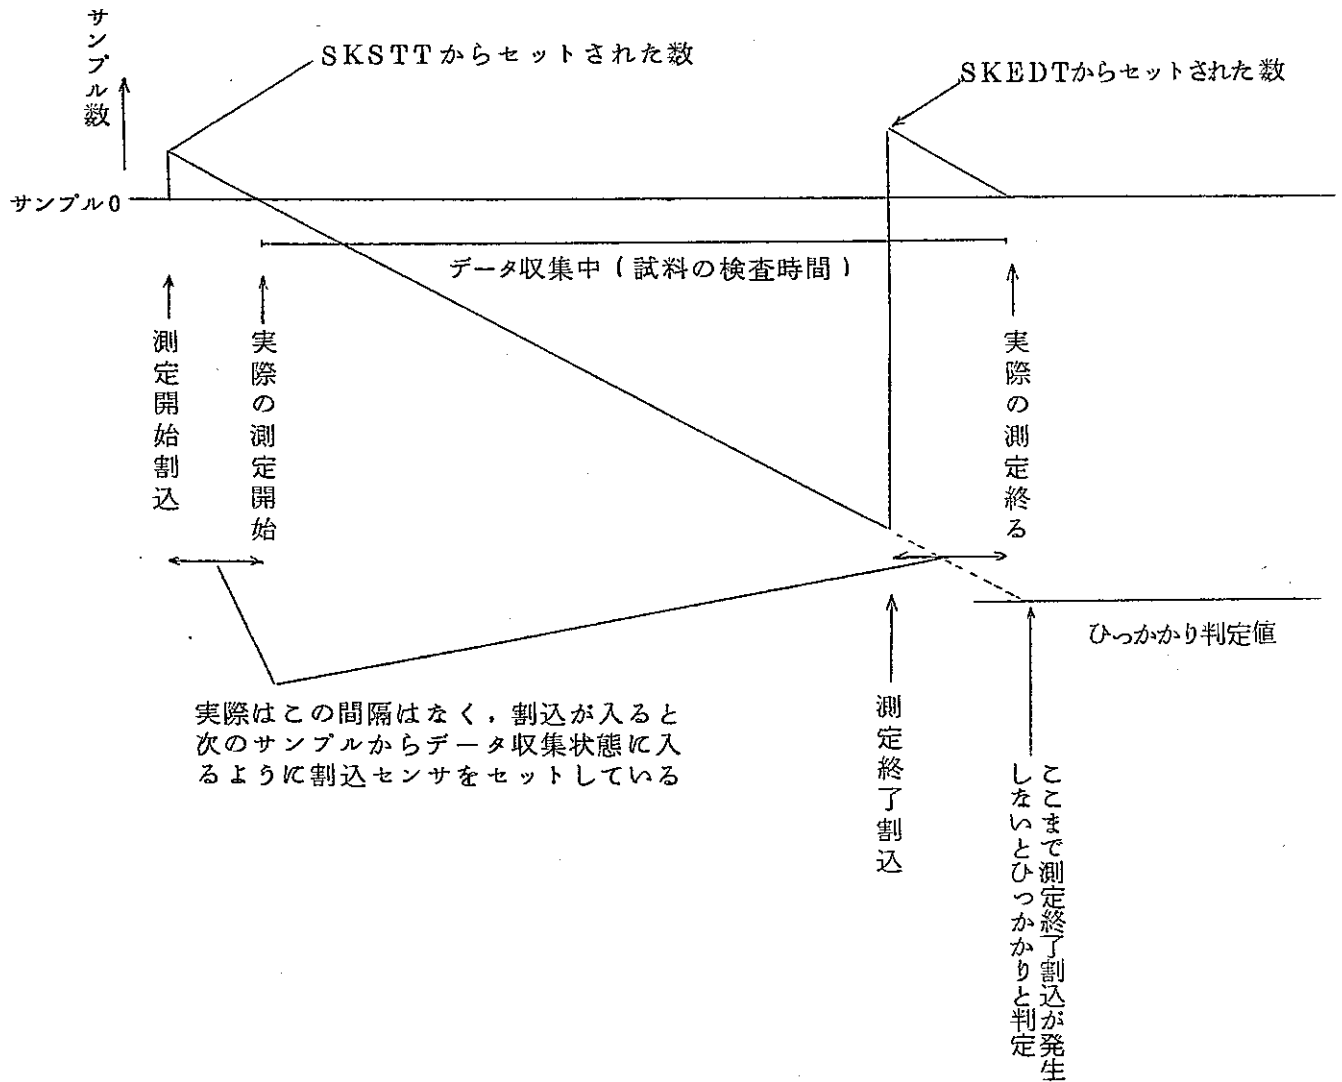 サンプル数
SKSTTからセットされた数
SKEDTからセットされた数
サンプル0
データ収集中(試料の検査時間)
測定開始割込
実際の測定開始
実際の測定終る
ひっかかり判定値
実際はこの間隔はなく,割込が入ると
次のサンプルからデータ収集状態に入
るように割込センサをセットしている
測定終了割込
ここまで測定終了割込が発生
しないとひっかかりと判定